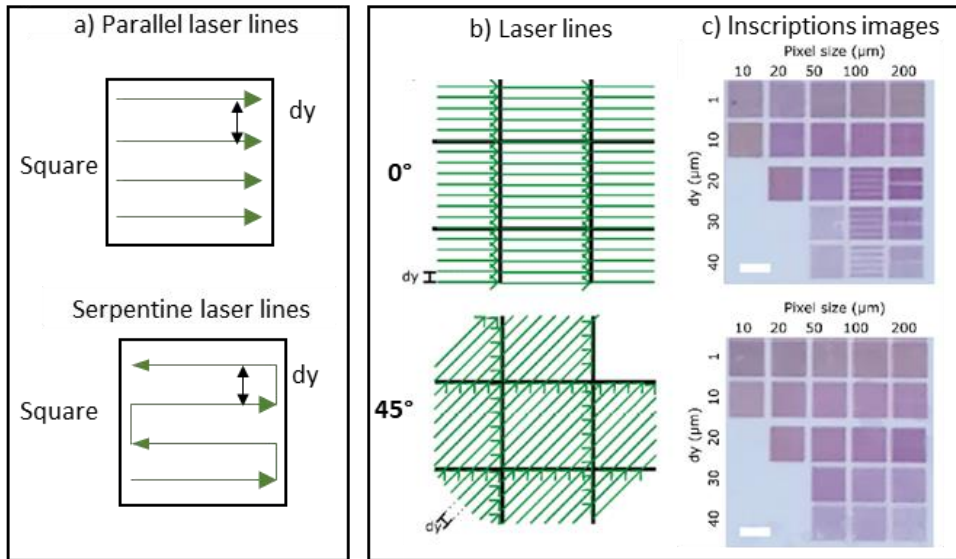 a) Parallel laser lines
dy
Square
Serpentine laser lines
dy
Square
b) Laser lines
0°
dy
45°
dy
c) Inscriptions images
Pixel size (μm)
10 20 50 100 200
dy (μm)
1
10
20
30
40
Pixel size (μm)
10 20 50 100 200
dy (μm)
1
10
20
30
40